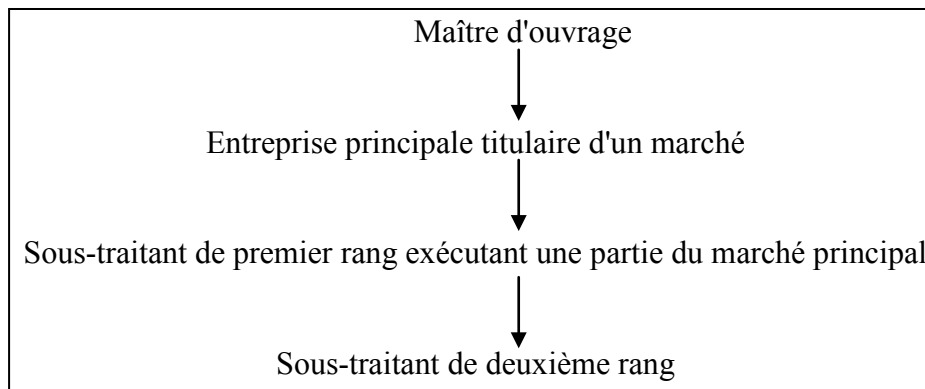 Maître d'ouvrage
Entreprise principale titulaire d'un marché
Sous-traitant de premier rang exécutant une partie du marché principal
Sous-traitant de deuxième rang